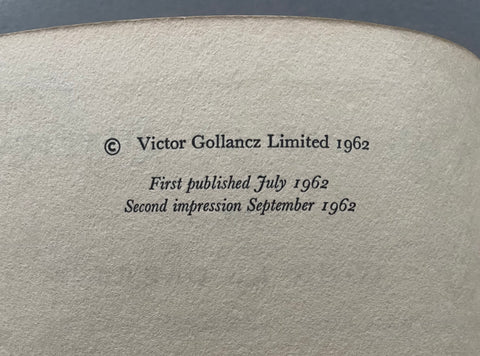 © Victor Gollancz Limited 1962
First published July 1962
Second impression September 1962